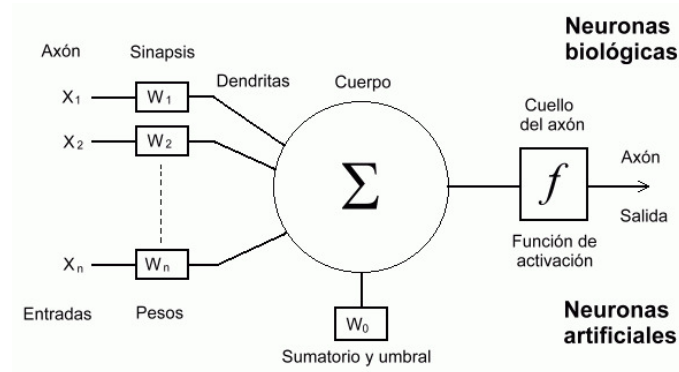 Neuronas
biológicas
Axón
Sinapsis
Dendritas
Cuerpo
X1
W1
X2
W2
Xn
Wn
Σ
Cuello
del axón
f
Axón
Salida
Función de
activación
Entradas
Pesos
W0
Sumatorio y umbral
Neuronas
artificiales